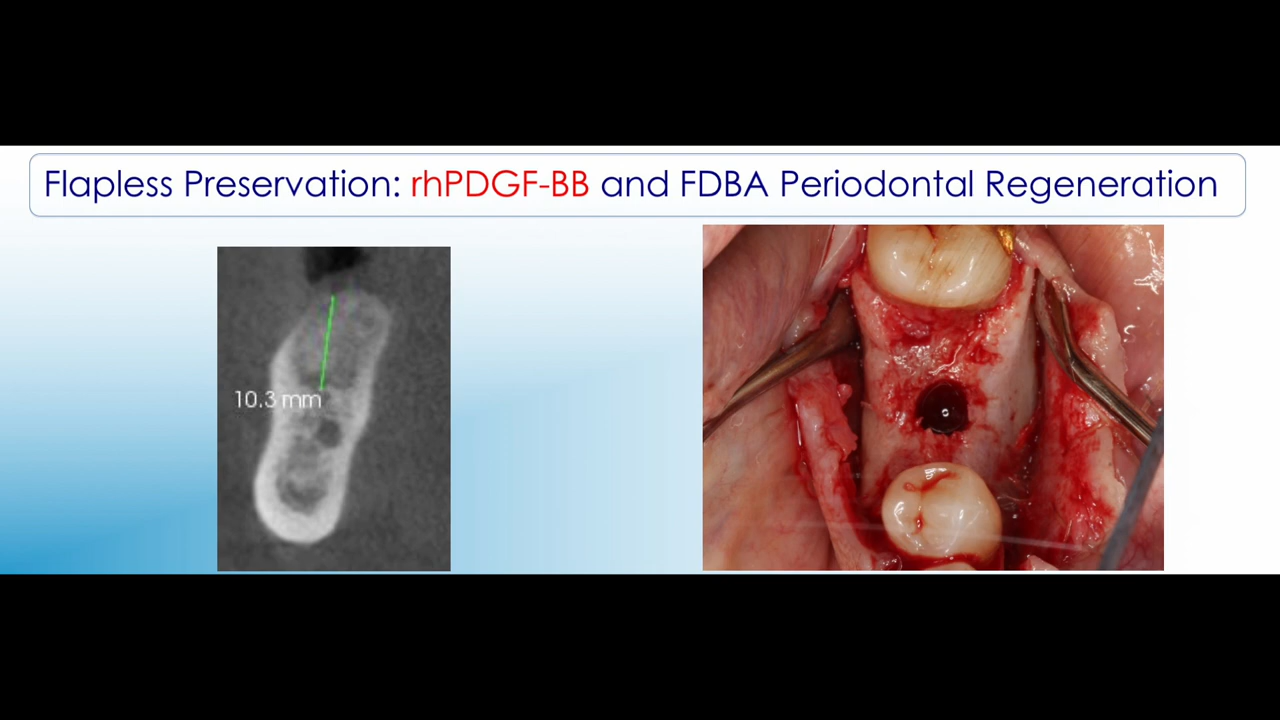 Flapless Preservation: rhPDGF-BB and FDBA Periodontal Regeneration
10.3 mm